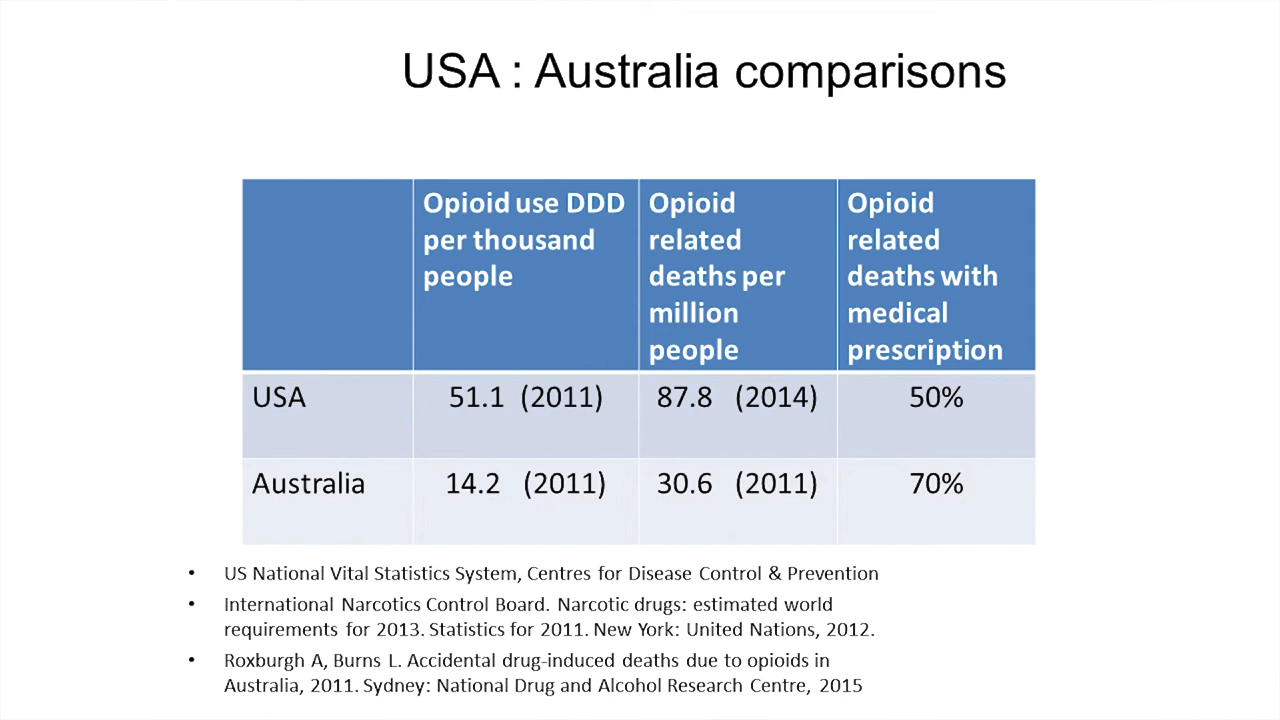 USA : Australia comparisons
Opioid use DDD
per thousand
people
Opioid
related
deaths per
million
people
Opioid
related
deaths with
medical
prescription
USA
51.1 (2011)
87.8 (2014)
50%
Australia
14.2 (2011)
30.6 (2011)
70%
• US National Vital Statistics System, Centres for Disease Control & Prevention
• International Narcotics Control Board. Narcotic drugs: estimated world
requirements for 2013. Statistics for 2011. New York: United Nations, 2012.
• Roxburgh A, Burns L. Accidental drug-induced deaths due to opioids in
Australia, 2011. Sydney: National Drug and Alcohol Research Centre, 2015